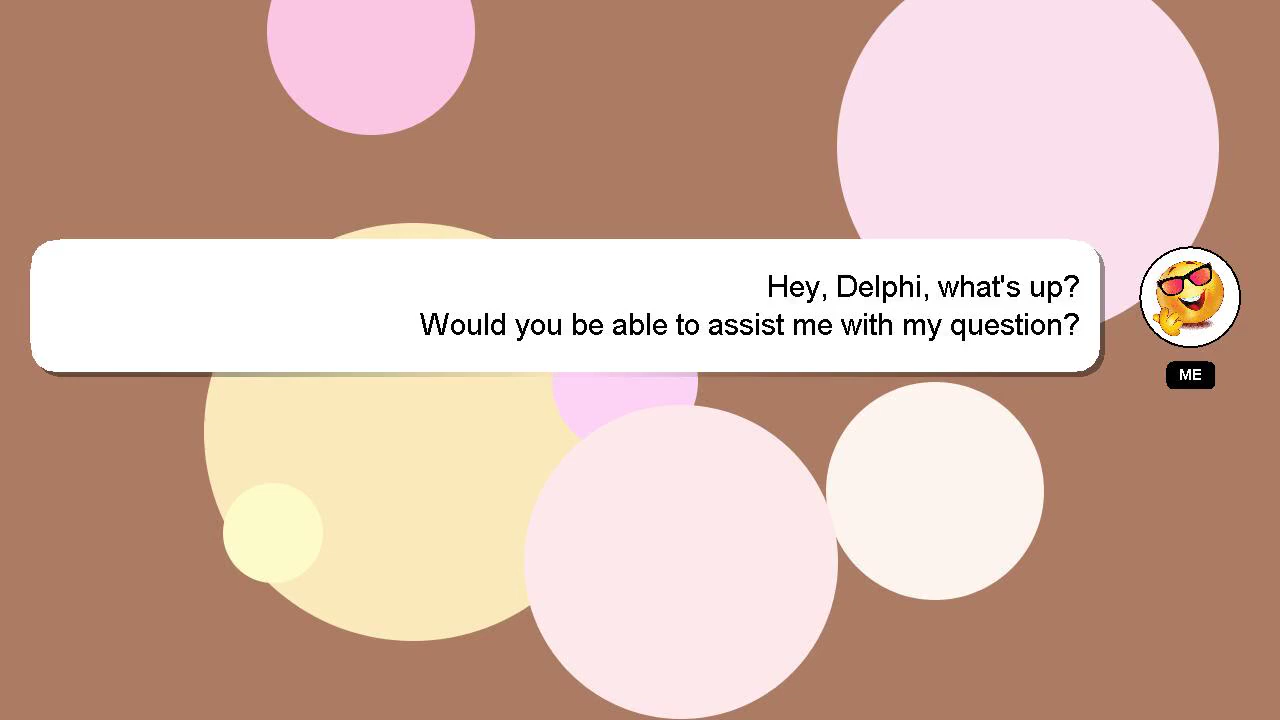 Hey, Delphi, what's up?
Would you be able to assist me with my question?
ME